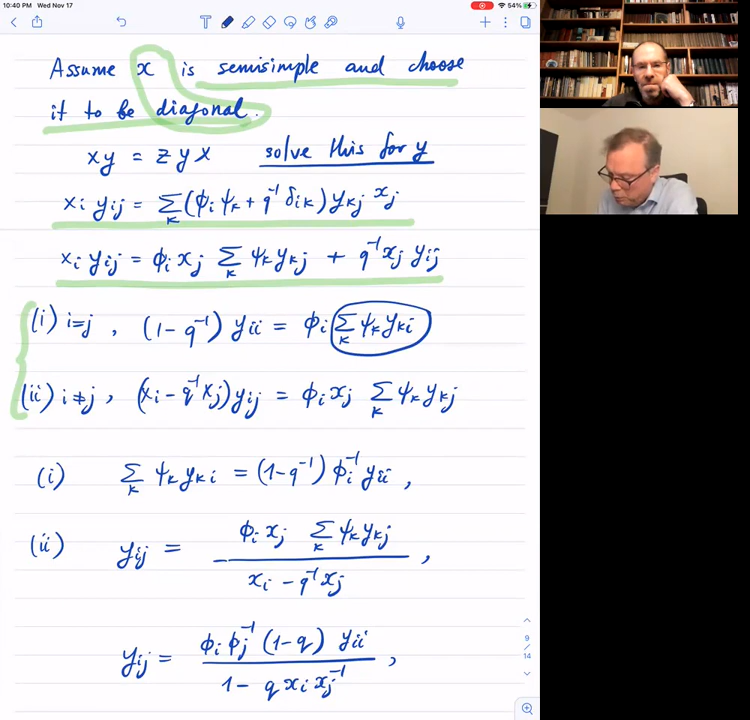 10:40 PM Wed Nov 17
54%
Assume x is semisimple and choose
it to be diagonal.
xy = z y x solve this for y
x_i y_ij = Σ_k (φ_i ψ_k + q^-1 δ_ik) y_kj x_j
x_i y_ij = φ_i x_j Σ_k ψ_k y_kj + q^-1 x_j y_ij
(i) i=j, (1 - q^-1) y_ii = φ_i Σ_k ψ_k y_ki
(ii) i≠j, (x_i - q^-1 x_j) y_ij = φ_i x_j Σ_k ψ_k y_kj
(i) Σ_k ψ_k y_ki = (1 - q^-1) φ_i^-1 y_ii,
(ii) y_ij = φ_i x_j Σ_k ψ_k y_kj / x_i - q^-1 x_j,
y_ij = φ_i φ_j^-1 (1 - q) y_ii / 1 - q x_i x_j^-1,
9
/
14